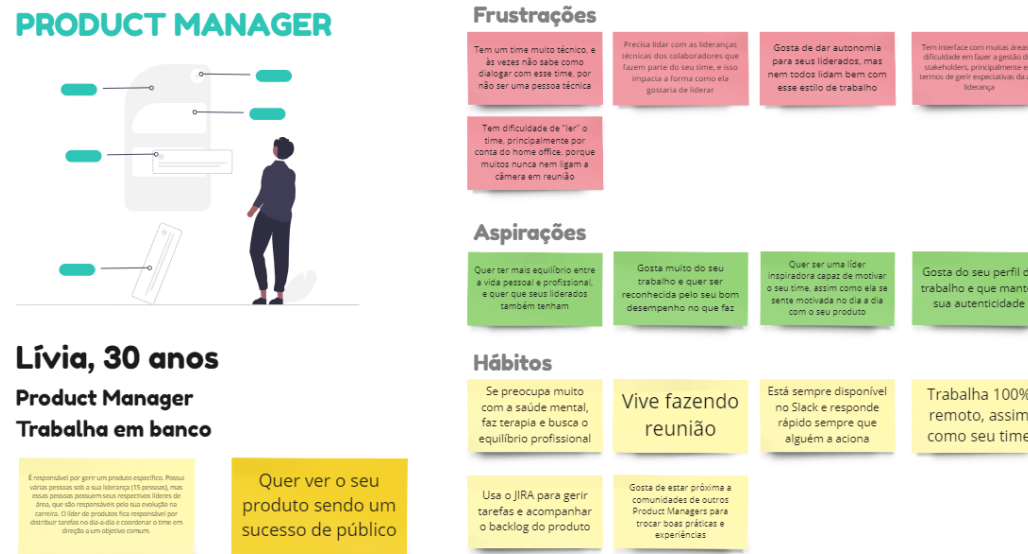 PRODUCT MANAGER
Lívia, 30 anos
Product Manager
Trabalha em banco
É responsável por gerir um produto específico. Possui
várias pessoas sob a sua liderança (15 pessoas), mas
essas pessoas possuem seus respectivos líderes de
área, que são responsáveis pela sua evolução na
carreira. O líder de produtos fica responsável por
distribuir tarefas no dia-a-dia e coordenar o time em
direção a um objetivo comum.
Quer ver o seu
produto sendo um
sucesso de público
Frustrações
Tem um time muito técnico, e
às vezes não sabe como
dialogar com esse time, por
não ser uma pessoa técnica
Precisa lidar com as lideranças
técnicas dos colaboradores que
fazem parte do seu time, e isso
impacta a forma como ela
gostaria de liderar
Gosta de dar autonomia
para seus liderados, mas
nem todos lidam bem com
esse estilo de trabalho
Tem interface com muitas áreas
dificuldade em fazer a gestão
stakeholders, principalmente
termos de gerir expectativas da
liderança
Tem dificuldade de "ler" o
time, principalmente por
conta do home office, porque
muitos nunca nem ligam a
câmera em reunião
Aspirações
Quer ter mais equilíbrio entre
a vida pessoal e profissional,
e quer que seus liderados
também tenham
Gosta muito do seu
trabalho e quer ser
reconhecida pelo seu bom
desempenho no que faz
Quer ser uma líder
inspiradora capaz de motivar
o seu time, assim como ela se
sente motivada no dia a dia
com o seu produto
Gosta do seu perfil
trabalho e que
sua autenticidade
Hábitos
Se preocupa muito
com a saúde mental,
faz terapia e busca o
equilíbrio profissional
Vive fazendo
reunião
Está sempre disponível
no Slack e responde
rápido sempre que
alguém a aciona
Trabalha 100%
remoto, assim
como seu time
Usa o JIRA para gerir
tarefas e acompanhar
o backlog do produto
Gosta de estar próxima a
comunidades de outros
Product Managers para
trocar boas práticas e
experiências